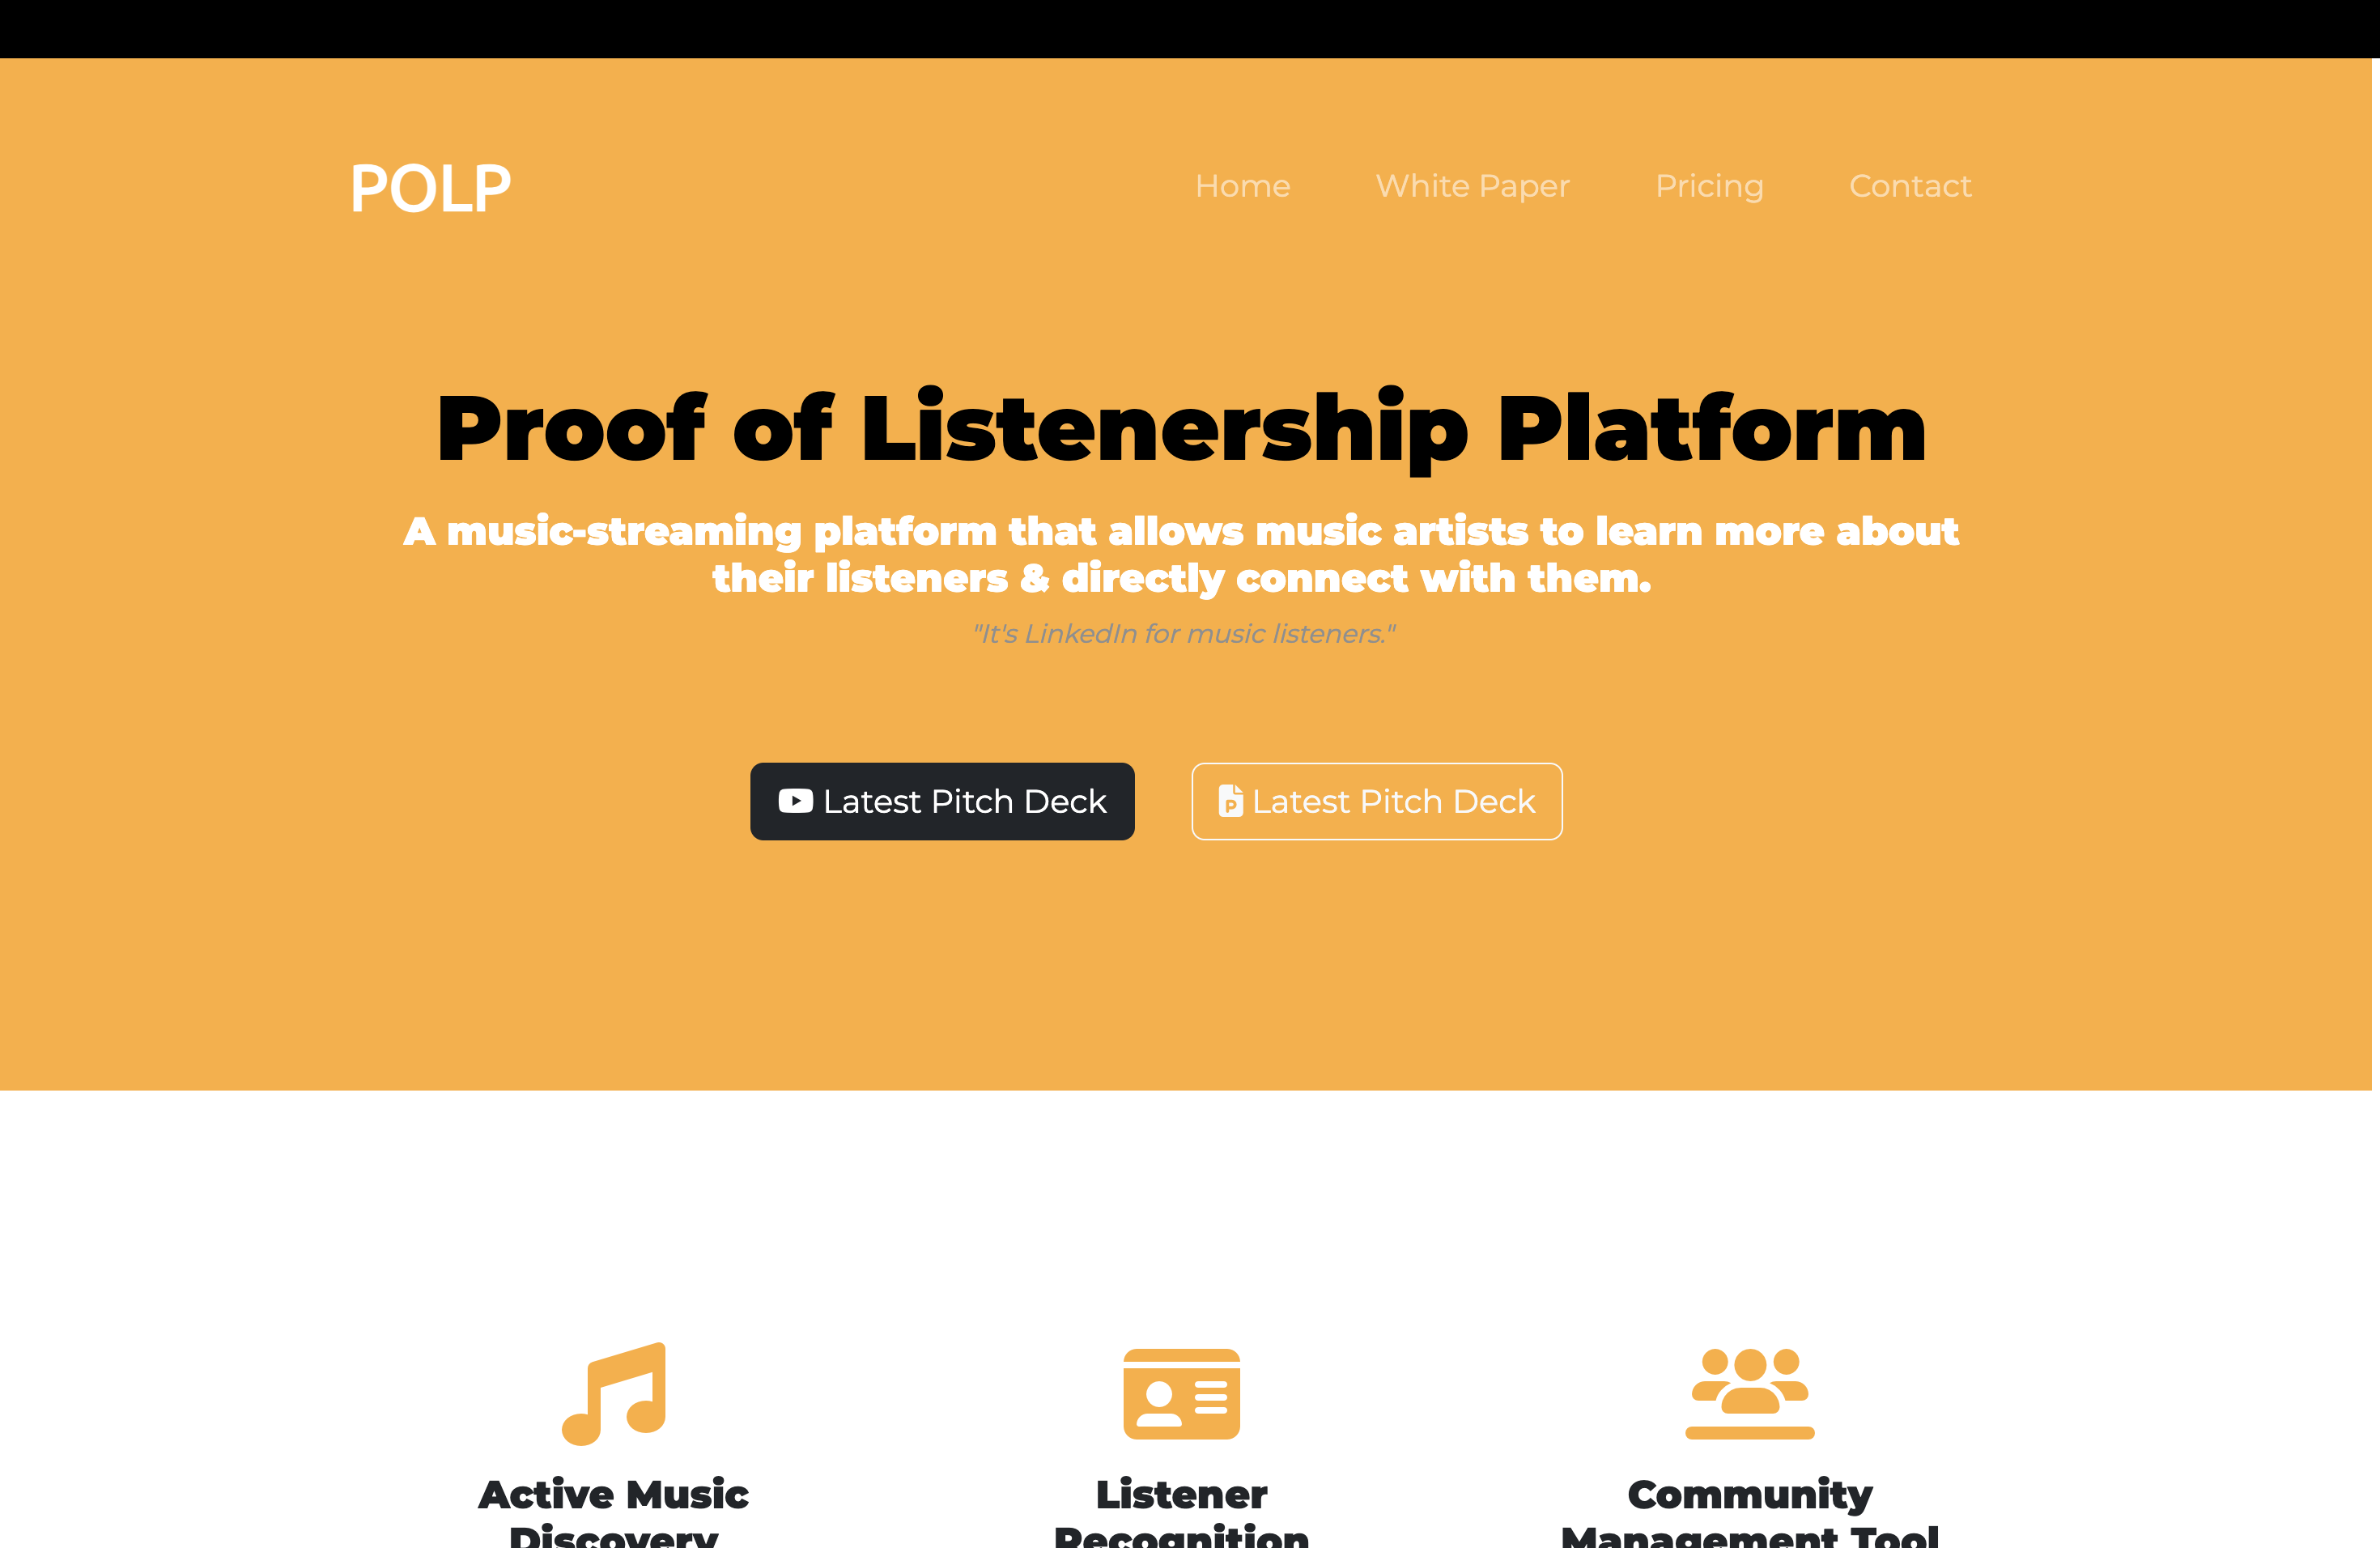 POLP
Home White Paper Pricing Contact
Proof of Listenership Platform
A music-streaming platform that allows music artists to learn more about
their listeners & directly connect with them.
"It's LinkedIn for music listeners."
Latest Pitch Deck
P Latest Pitch Deck
Active Music
Discovery
Listener
Recognition
Community
Management Tool